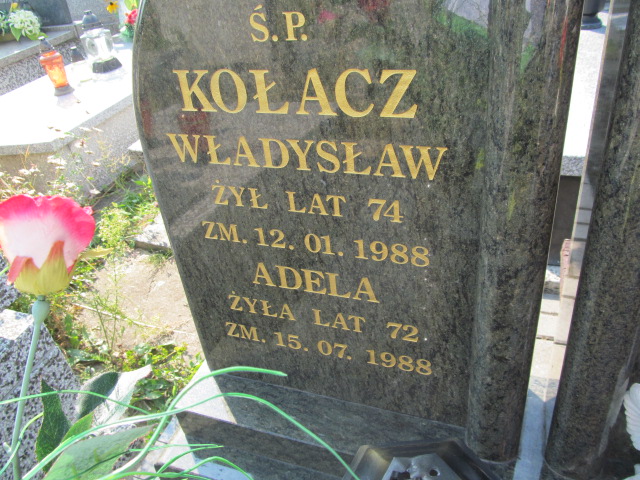 Ś.P.
KOŁACZ
WŁADYSŁAW
ŻYŁ LAT 74
ZM. 12. 01. 1988
ADELA
ŻYŁA LAT 72
ZM. 15. 07. 1988